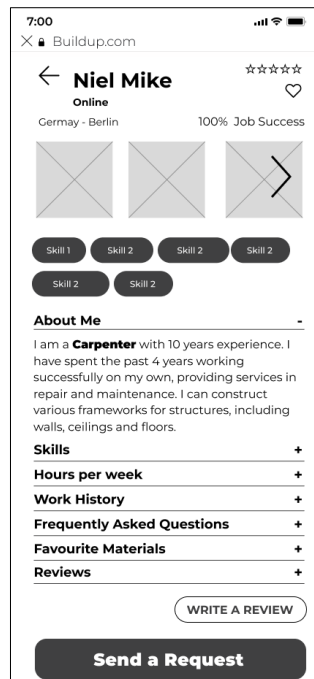 7:00
Buildup.com
Niel Mike
Online
Germay - Berlin
100% Job Success
Skill 1
Skill 2
Skill 2
Skill 2
Skill 2
Skill 2
About Me -
I am a Carpenter with 10 years experience. I
have spent the past 4 years working
successfully on my own, providing services in
repair and maintenance. I can construct
various frameworks for structures, including
walls, ceilings and floors.
Skills +
Hours per week +
Work History +
Frequently Asked Questions +
Favourite Materials +
Reviews +
WRITE A REVIEW
Send a Request